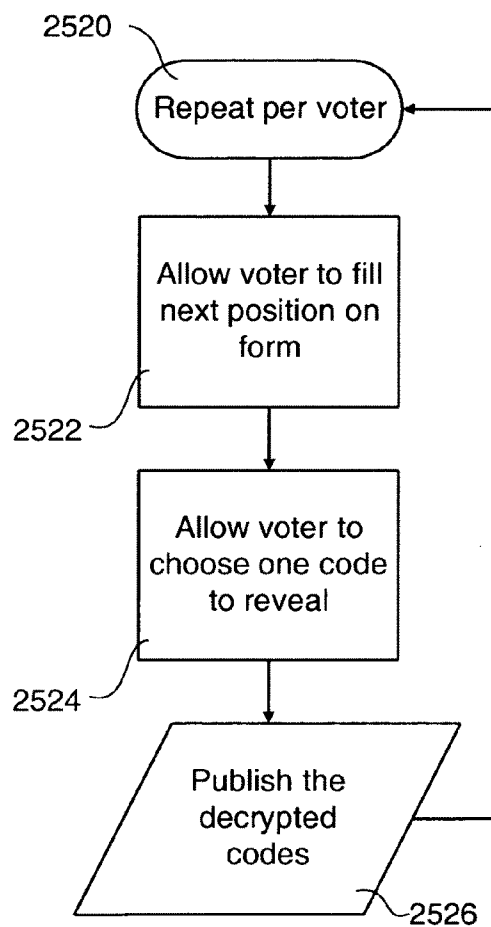 2520
Repeat per voter
Allow voter to fill
next position on
form
2522
Allow voter to
choose one code
to reveal
2524
Publish the
decrypted
codes
2526